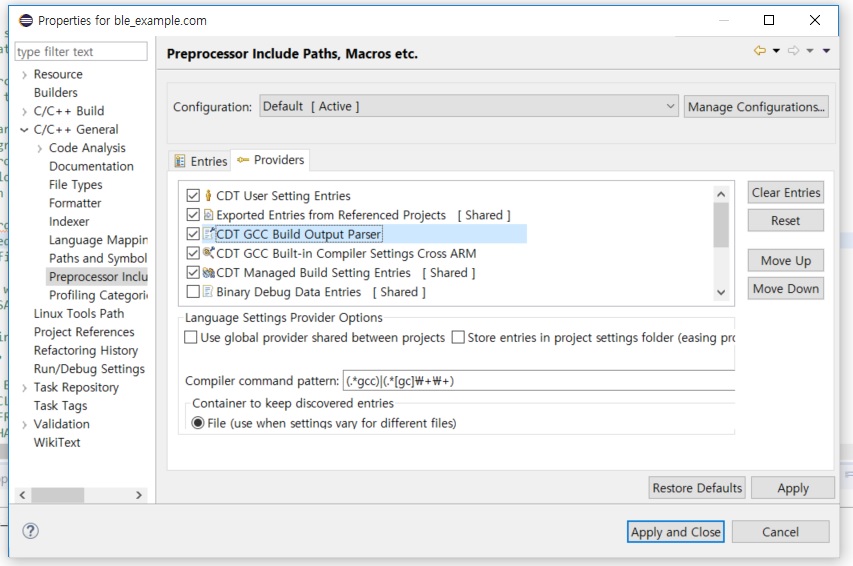 Properties for ble_example.com
type filter text
Resource
Builders
C/C++ Build
C/C++ General
Code Analysis
Documentation
File Types
Formatter
Indexer
Language Mappin
Paths and Symbol
Preprocessor Inclu
Profiling Categori
Linux Tools Path
Project References
Refactoring History
Run/Debug Settings
Task Repository
Task Tags
Validation
WikiText
Preprocessor Include Paths, Macros etc.
Configuration: Default [ Active ] Manage Configurations...
Entries Providers
CDT User Setting Entries
Exported Entries from Referenced Projects [ Shared ]
CDT GCC Build Output Parser
CDT GCC Built-in Compiler Settings Cross ARM
CDT Managed Build Setting Entries [ Shared ]
Binary Debug Data Entries [ Shared ]
Clear Entries
Reset
Move Up
Move Down
Language Settings Provider Options
Use global provider shared between projects Store entries in project settings folder (easing pro
Compiler command pattern: (.*gcc)|(.*[gc]₩+₩+)
Container to keep discovered entries
File (use when settings vary for different files)
Restore Defaults Apply
Apply and Close Cancel